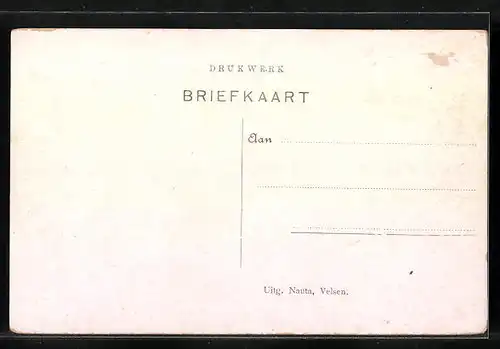 DRUKWERK
BRIEFKAART
Aan
Uitg. Nauta, Velsen.